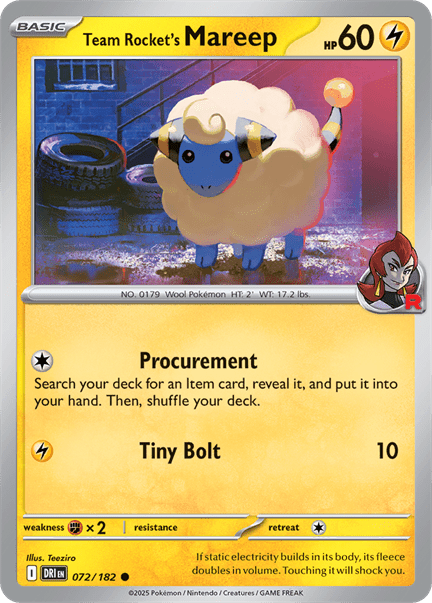 BASIC
Team Rocket's Mareep HP 60
NO. 0179 Wool Pokémon HT: 2' WT: 17.2 lbs.
R
Procurement
Search your deck for an Item card, reveal it, and put it into
your hand. Then, shuffle your deck.
Tiny Bolt 10
weakness ×2 resistance retreat
Illus. Teeziro
If static electricity builds in its body, its fleece
doubles in volume. Touching it will shock you.
I DRI EN 072/182
©2025 Pokémon / Nintendo / Creatures / GAME FREAK